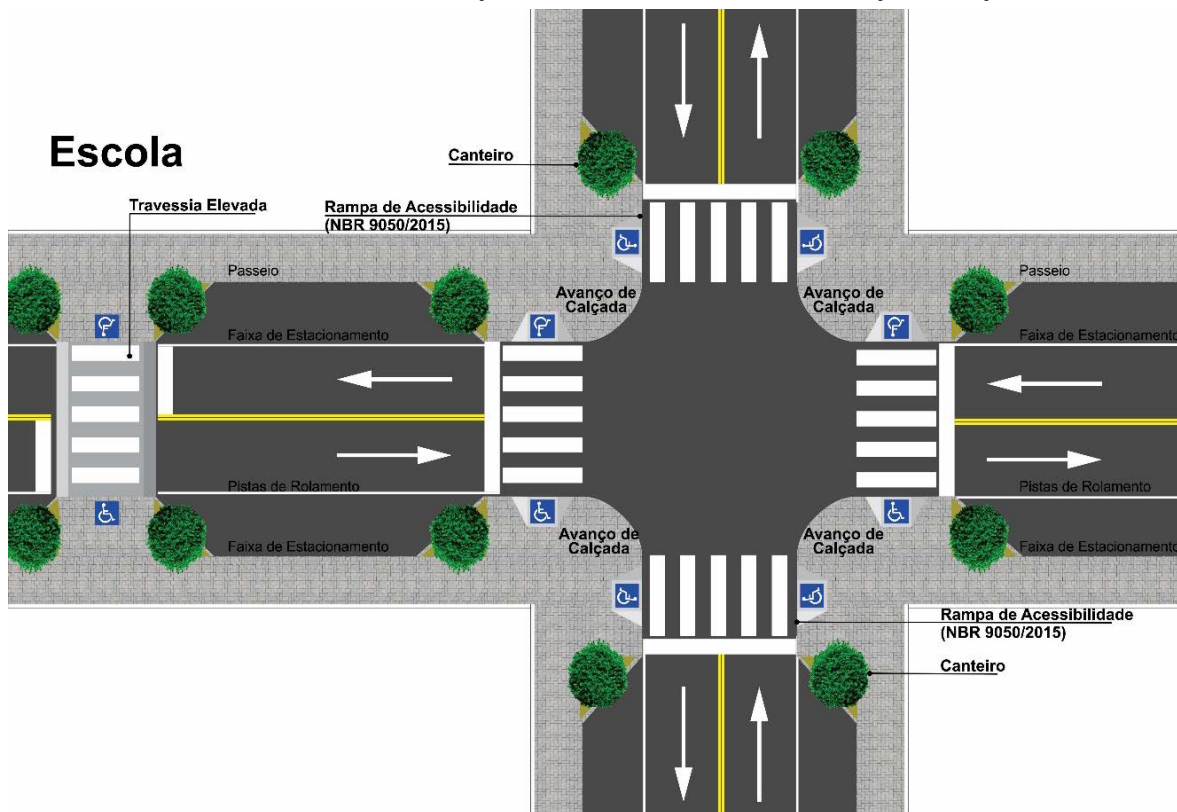 Escola
Canteiro
Travessia Elevada
Rampa de Acessibilidade
(NBR 9050/2015)
Passeio
Passeio
Avanço de
Calçada
Avanço de
Calçada
Faixa de Estacionamento
Faixa de Estacionamento
Pistas de Rolamento
Pistas de Rolamento
Faixa de Estacionamento
Avanço de
Calçada
Avanço de
Calçada
Faixa de Estacionamento
Rampa de Acessibilidade
(NBR 9050/2015)
Canteiro